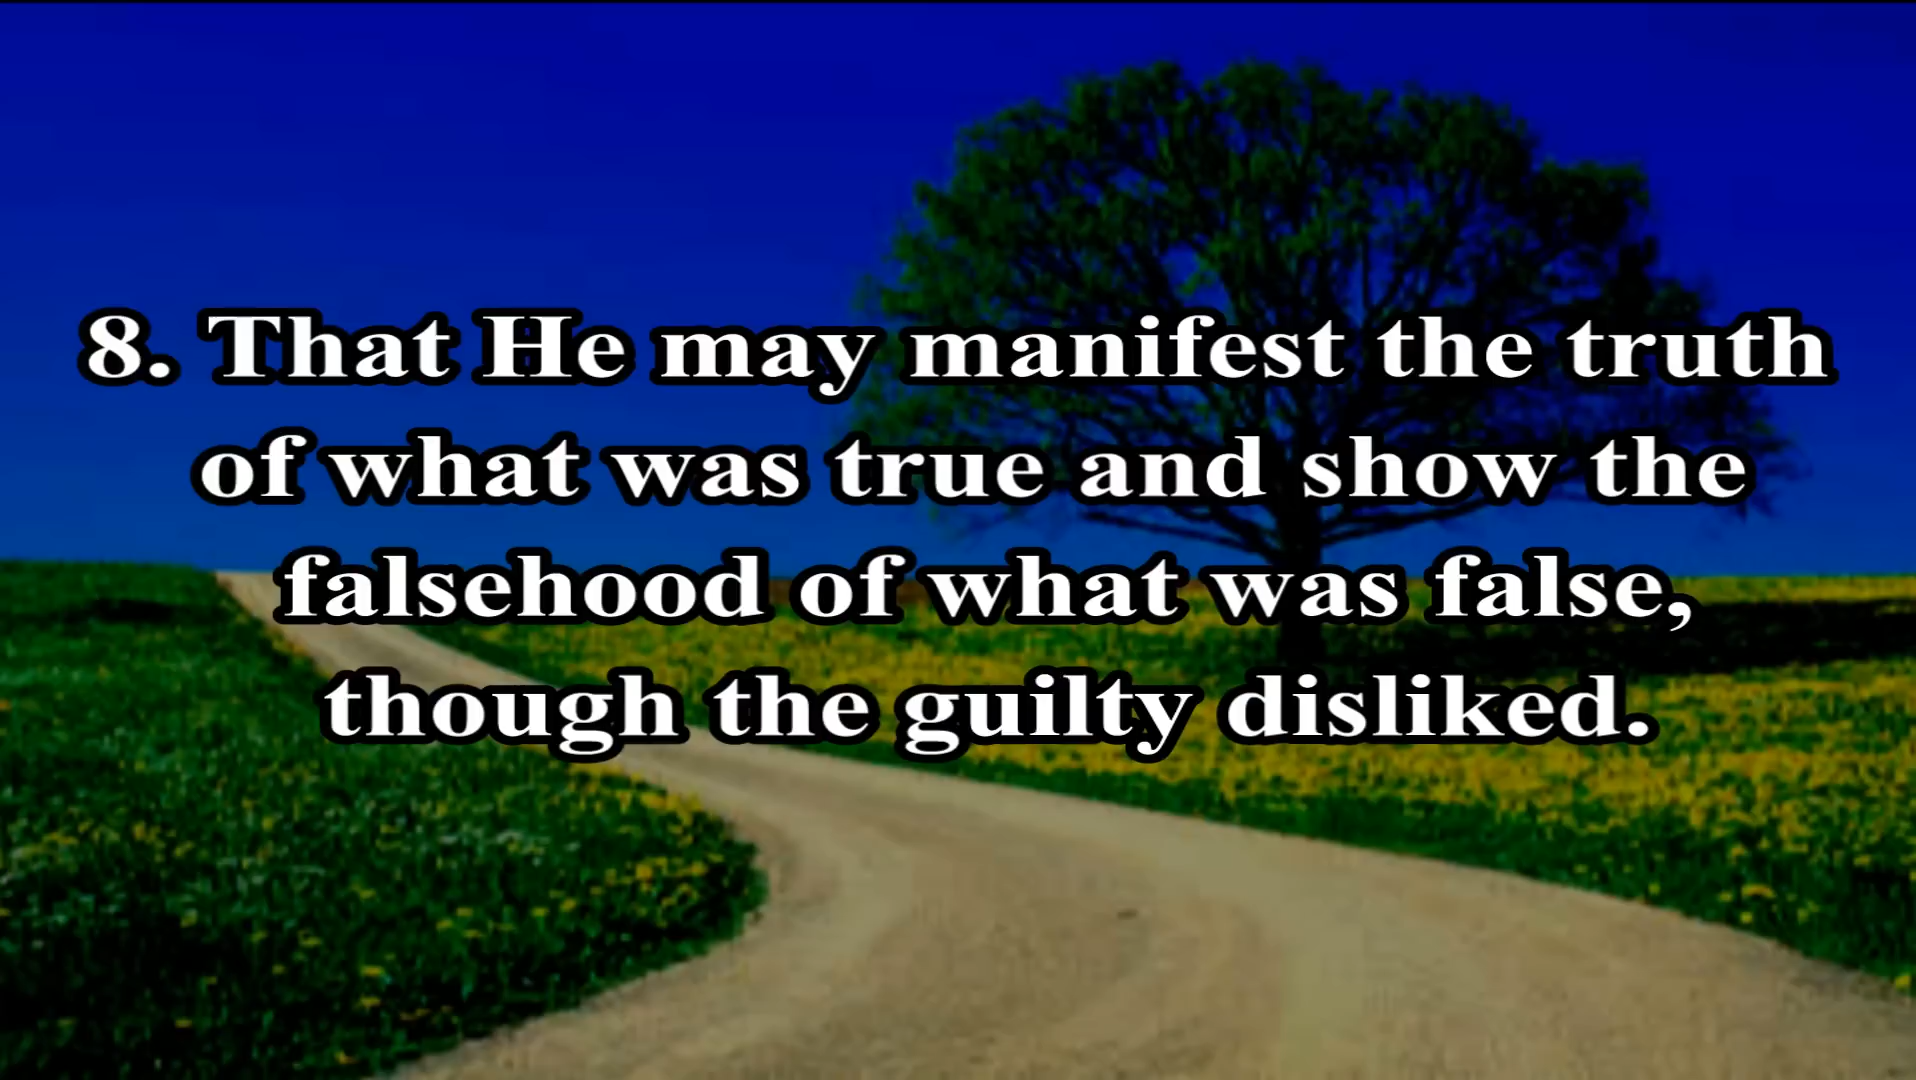 8. That He may manifest the truth
of what was true and show the
falsehood of what was false,
though the guilty disliked.